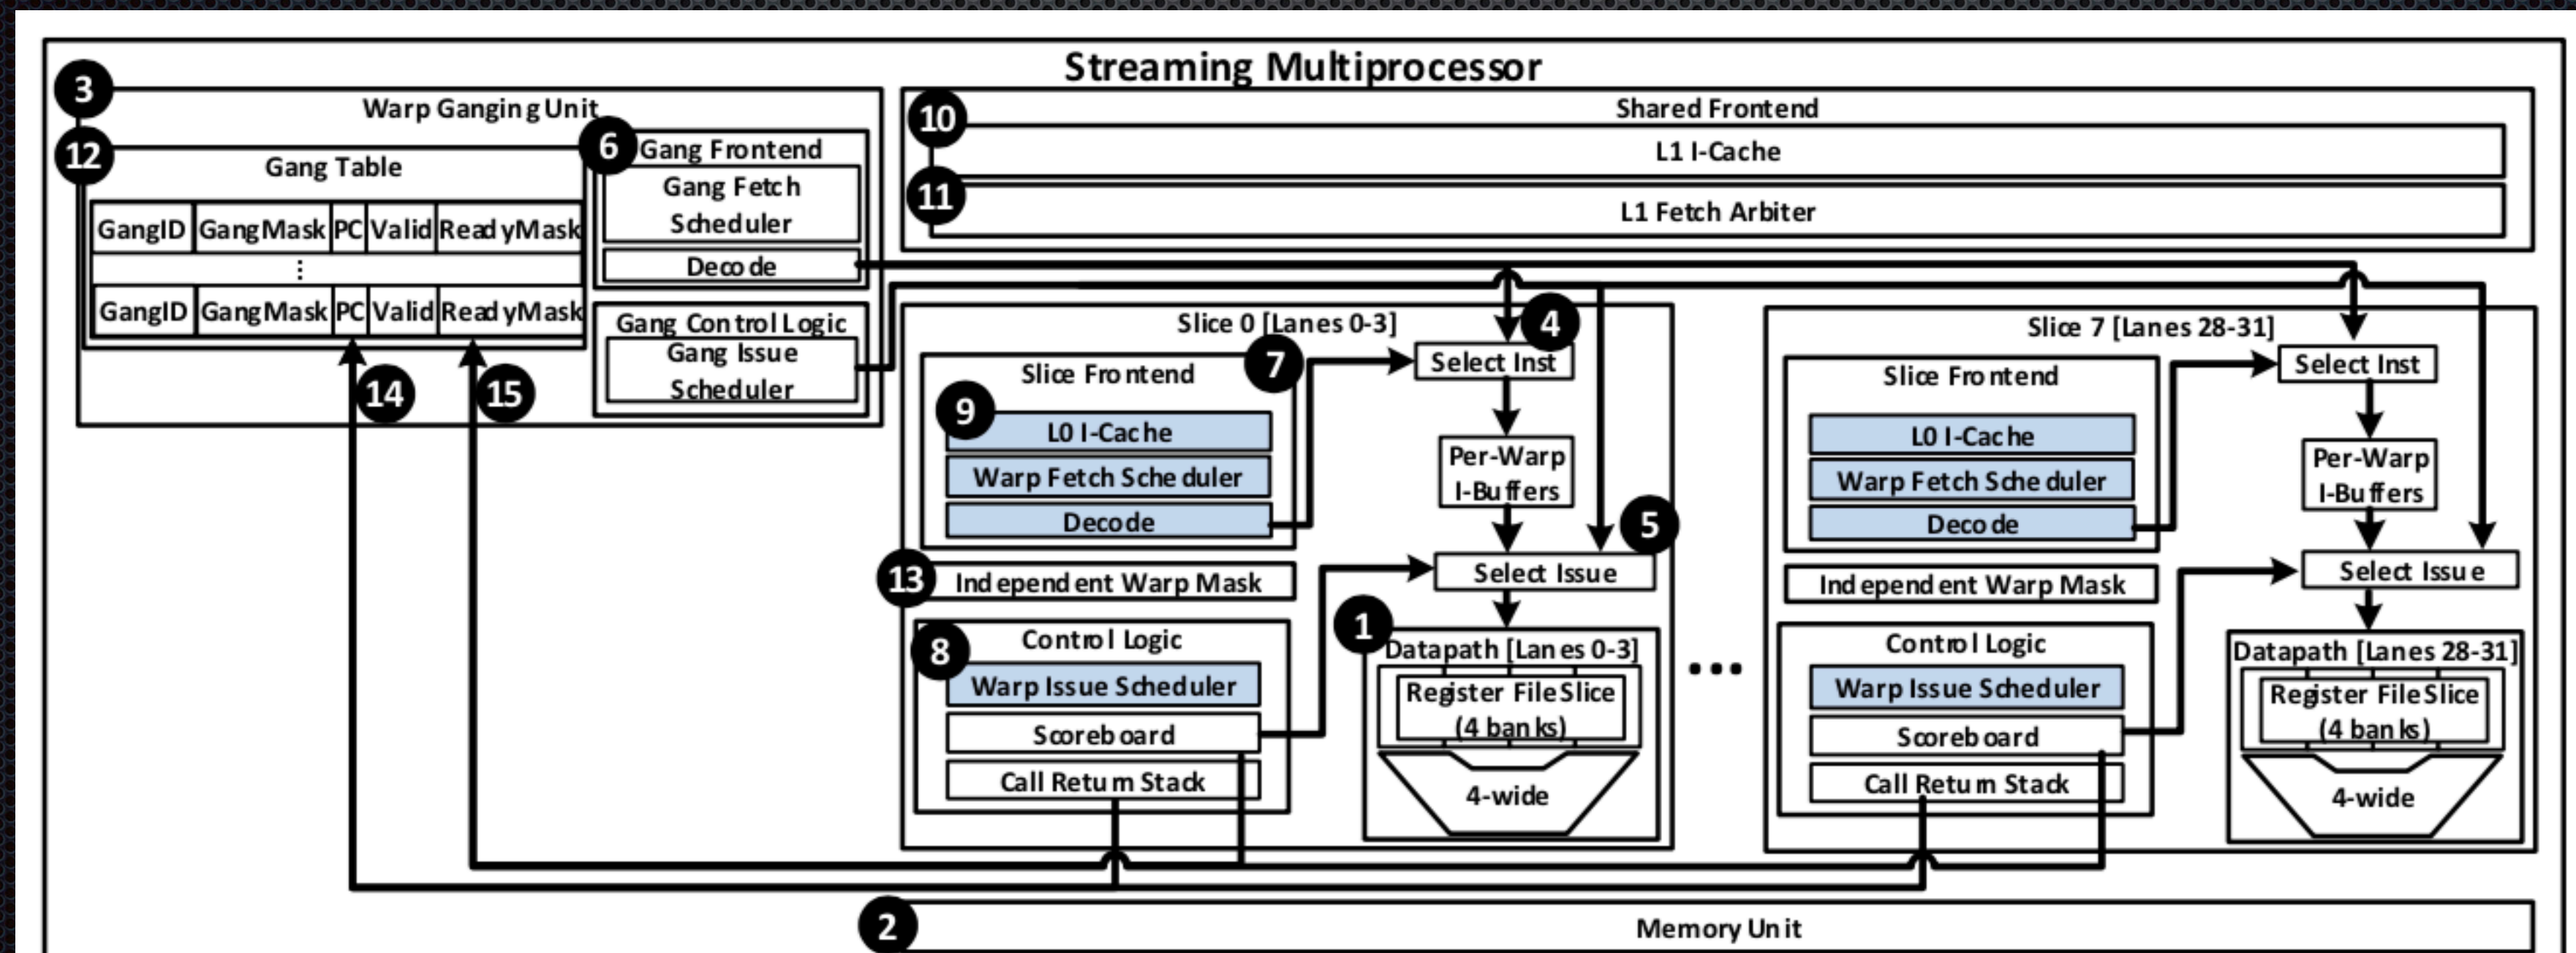 Streaming Multiprocessor
3
Warp Ganging Unit
12
Gang Table
GangID GangMask PC Valid ReadyMask
⋮
GangID GangMask PC Valid ReadyMask
6
Gang Frontend
Gang Fetch
Scheduler
Decode
Gang Control Logic
Gang Issue
Scheduler
14
15
10
Shared Frontend
L1 I-Cache
11
L1 Fetch Arbiter
Slice 0 [Lanes 0-3]
4
Select Inst
7
Slice Frontend
9
L0 I-Cache
Warp Fetch Scheduler
Decode
Per-Warp
I-Buffers
5
Select Issue
13
Independent Warp Mask
8
Control Logic
Warp Issue Scheduler
Scoreboard
Call Return Stack
1
Datapath [Lanes 0-3]
Register File Slice
(4 banks)
4-wide
...
Slice 7 [Lanes 28-31]
Select Inst
Slice Frontend
L0 I-Cache
Warp Fetch Scheduler
Decode
Per-Warp
I-Buffers
Select Issue
Independent Warp Mask
Control Logic
Warp Issue Scheduler
Scoreboard
Call Return Stack
Datapath [Lanes 28-31]
Register File Slice
(4 banks)
4-wide
2
Memory Unit